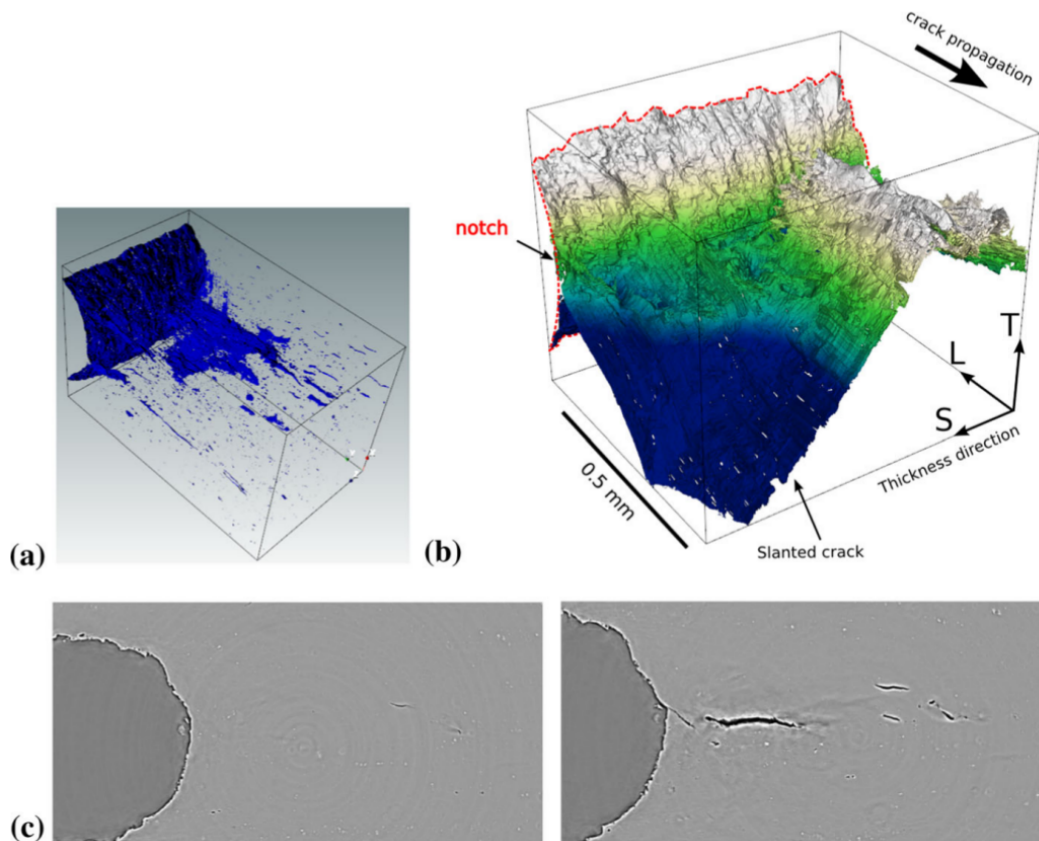 crack propagation
notch
T
L
S
Thickness direction
0.5 mm
Slanted crack
(a)
(b)
(c)